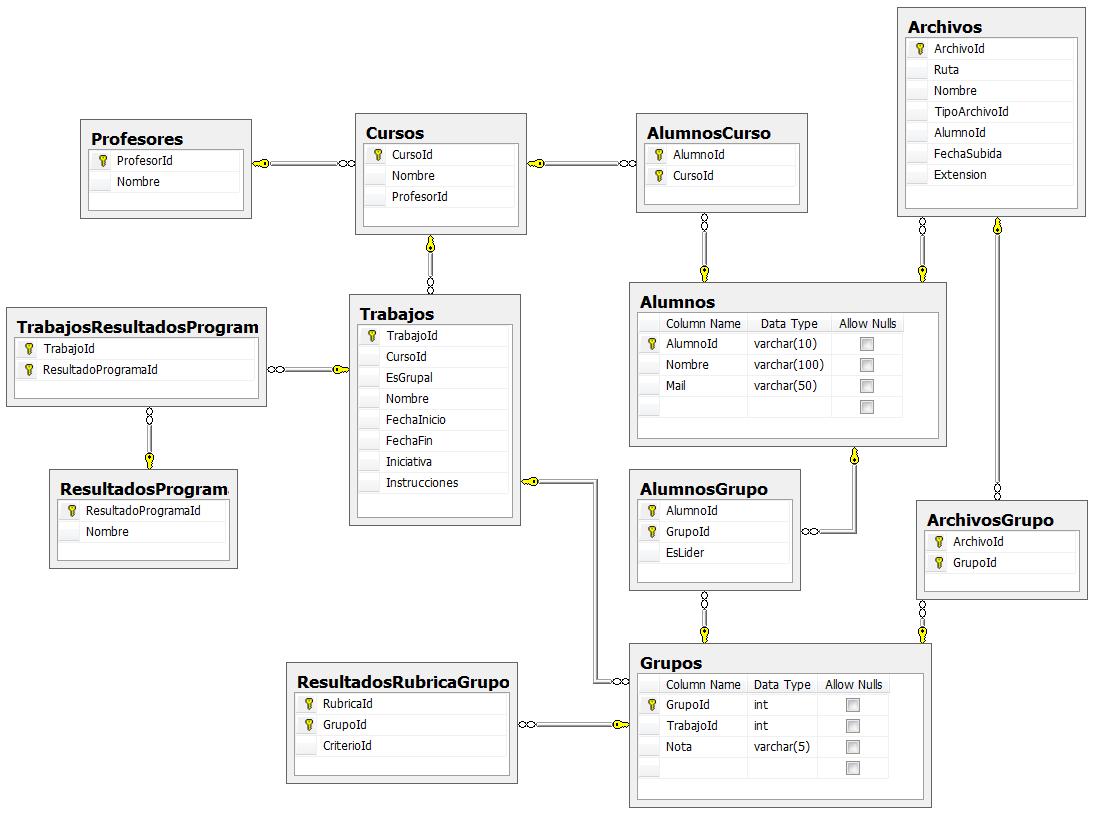 Archivos
ArchivoId
Ruta
Nombre
TipoArchivoId
AlumnoId
FechaSubida
Extension
Profesores
ProfesorId
Nombre
Cursos
CursoId
Nombre
ProfesorId
AlumnosCurso
AlumnoId
CursoId
TrabajosResultadosProgram
TrabajoId
ResultadoProgramaId
Trabajos
TrabajoId
CursoId
EsGrupal
Nombre
FechaInicio
FechaFin
Iniciativa
Instrucciones
Alumnos
Column Name Data Type Allow Nulls
AlumnoId varchar(10)
Nombre varchar(100)
Mail varchar(50)
ResultadosProgram
ResultadoProgramaId
Nombre
AlumnosGrupo
AlumnoId
GrupoId
EsLider
ArchivosGrupo
ArchivoId
GrupoId
ResultadosRubricaGrupo
RubricaId
GrupoId
CriterioId
Grupos
Column Name Data Type Allow Nulls
GrupoId int
TrabajoId int
Nota varchar(5)